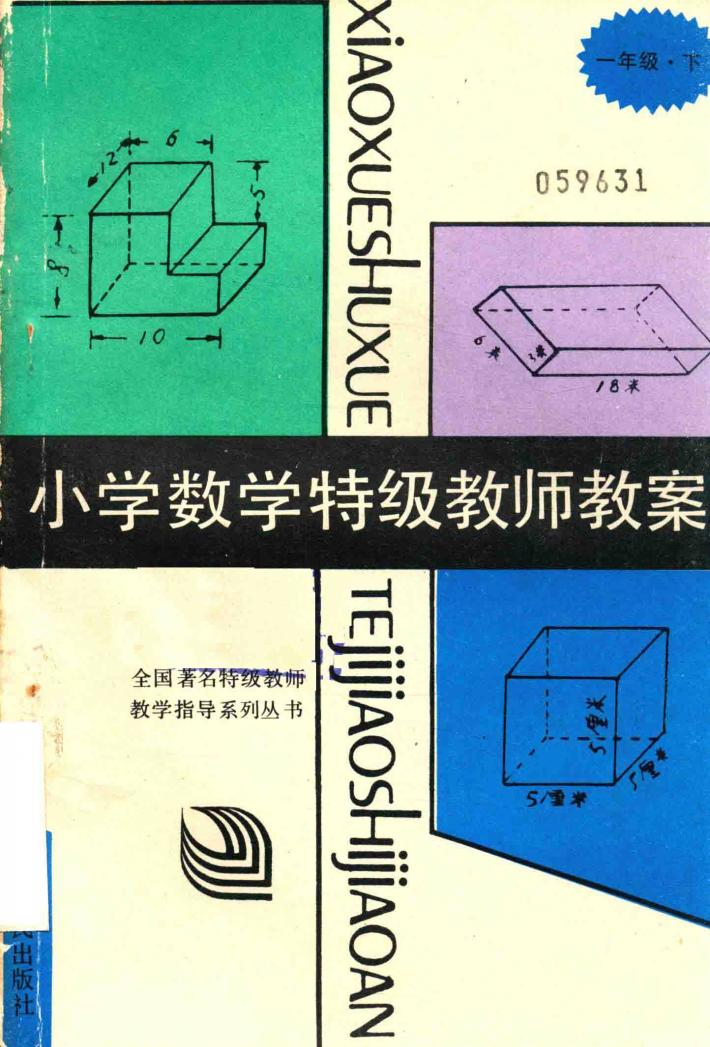 一年级·下
059631
XiAOXUESHUXUE
12
6
5
8
10
6米
3米
18米
小学数学特级教师教案
TEJIJIAOSHIJIAOAN
全国著名特级教师
教学指导系列丛书
5厘米
5厘米
5厘米
民出版社